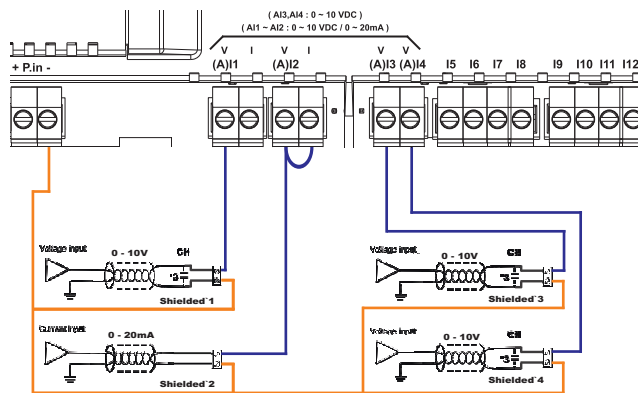 ( AI3,AI4 : 0 ~ 10 VDC )
( AI1 ~ AI2 : 0 ~ 10 VDC / 0 ~ 20mA )
V I V I V V
+ P.in - (A)I1 (A)I2 (A)I3 (A)I4 I5 I6 I7 I8 I9 I10 I11 I12
Voltage input
0 - 10V
CH
Shielded*1
Voltage input
0 - 10V
CH
*3
Shielded*3
Current input
0 - 20mA
Shielded*2
Voltage input
0 - 10V
CH
*3
Shielded*4